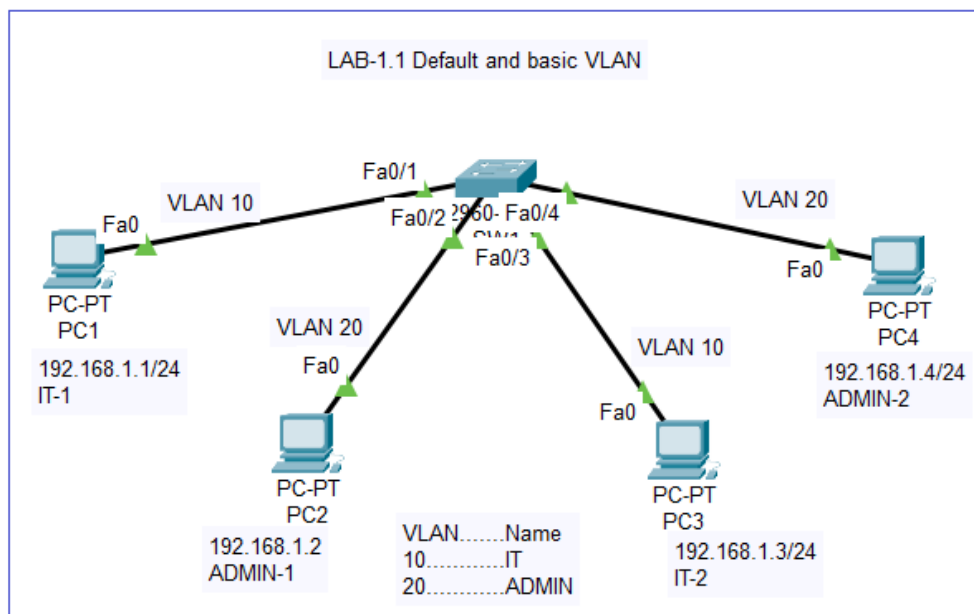 LAB-1.1 Default and basic VLAN
Fa0/1
VLAN 10
VLAN 20
Fa0/2
2960-
Fa0/4
Fa0
SW1
Fa0/3
Fa0
PC-PT
PC1
PC-PT
PC4
VLAN 20
VLAN 10
192.168.1.1/24
IT-1
Fa0
192.168.1.4/24
ADMIN-2
Fa0
PC-PT
PC2
PC-PT
PC3
192.168.1.2
ADMIN-1
VLAN.......Name
10............IT
20............ADMIN
192.168.1.3/24
IT-2